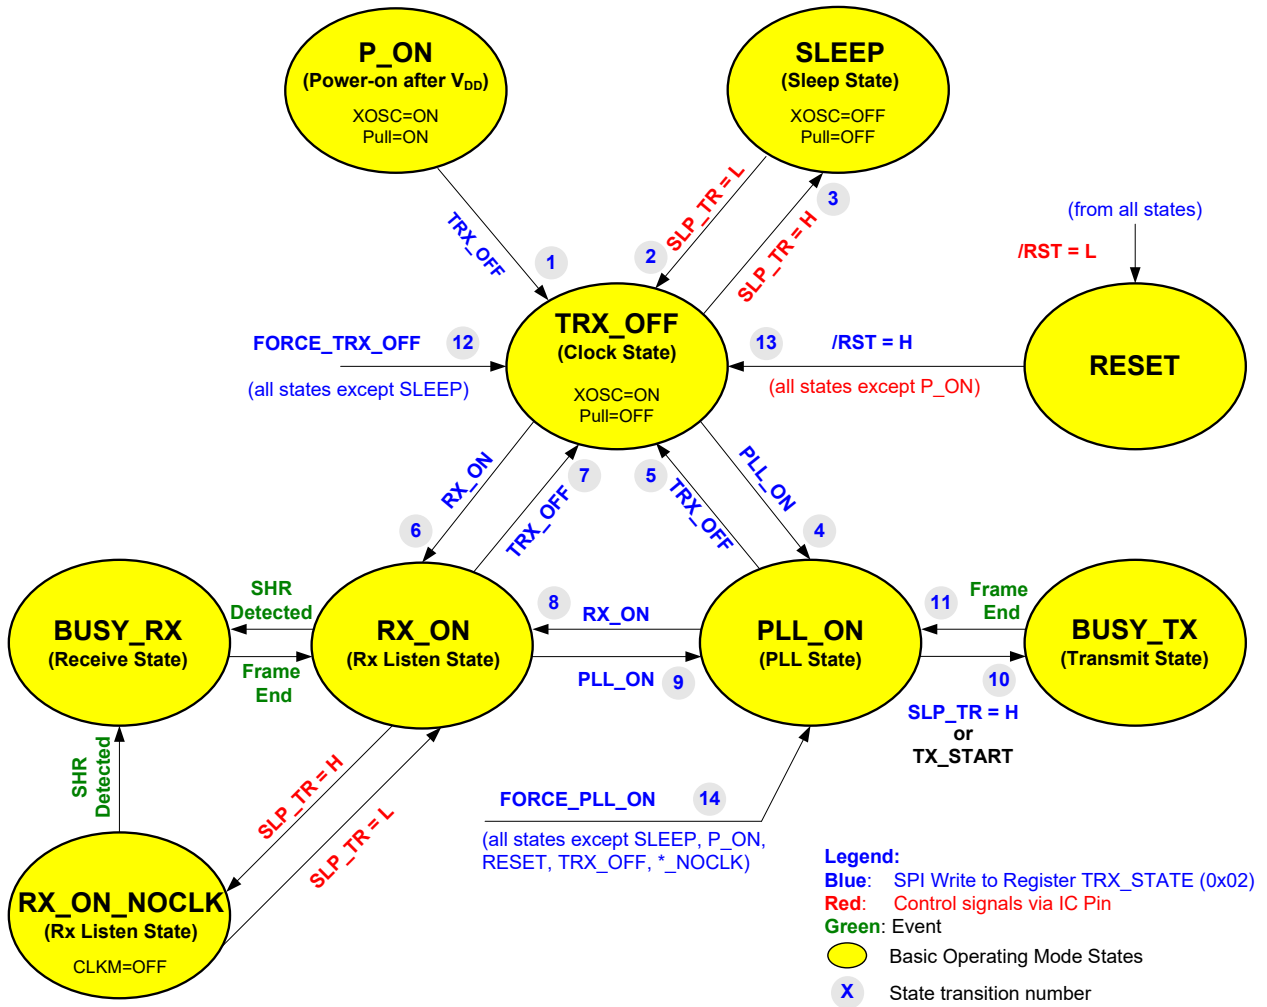 P_ON
(Power-on after VDD)
XOSC=ON
Pull=ON
SLEEP
(Sleep State)
XOSC=OFF
Pull=OFF
TRX_OFF
1
SLP_TR = L
2
SLP_TR = H
3
(from all states)
/RST = L
FORCE_TRX_OFF
12
(all states except SLEEP)
TRX_OFF
(Clock State)
XOSC=ON
Pull=OFF
13
/RST = H
(all states except P_ON)
RESET
RX_ON
6
TRX_OFF
7
5
TRX_OFF
PLL_ON
4
BUSY_RX
(Receive State)
SHR
Detected
Frame
End
RX_ON
(Rx Listen State)
8
RX_ON
PLL_ON
9
PLL_ON
(PLL State)
11
Frame
End
10
SLP_TR = H
or
TX_START
BUSY_TX
(Transmit State)
SHR
Detected
SLP_TR = H
SLP_TR = L
FORCE_PLL_ON
14
(all states except SLEEP, P_ON,
RESET, TRX_OFF, *_NOCLK)
RX_ON_NOCLK
(Rx Listen State)
CLKM=OFF
Legend:
Blue: SPI Write to Register TRX_STATE (0x02)
Red: Control signals via IC Pin
Green: Event
Basic Operating Mode States
X State transition number